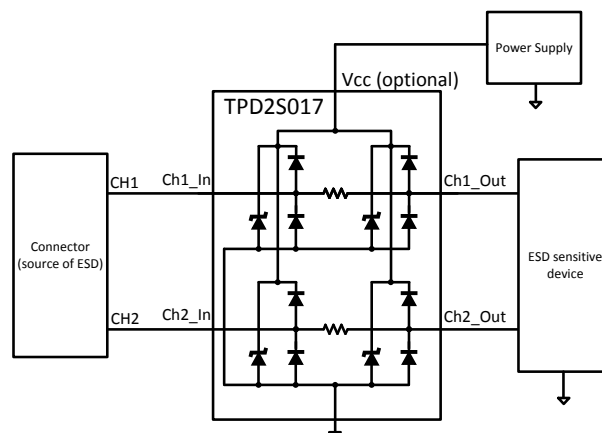 Power Supply
Vcc (optional)
TPD2S017
CH1
Ch1_In
Ch1_Out
Connector
(source of ESD)
ESD sensitive
device
CH2
Ch2_In
Ch2_Out